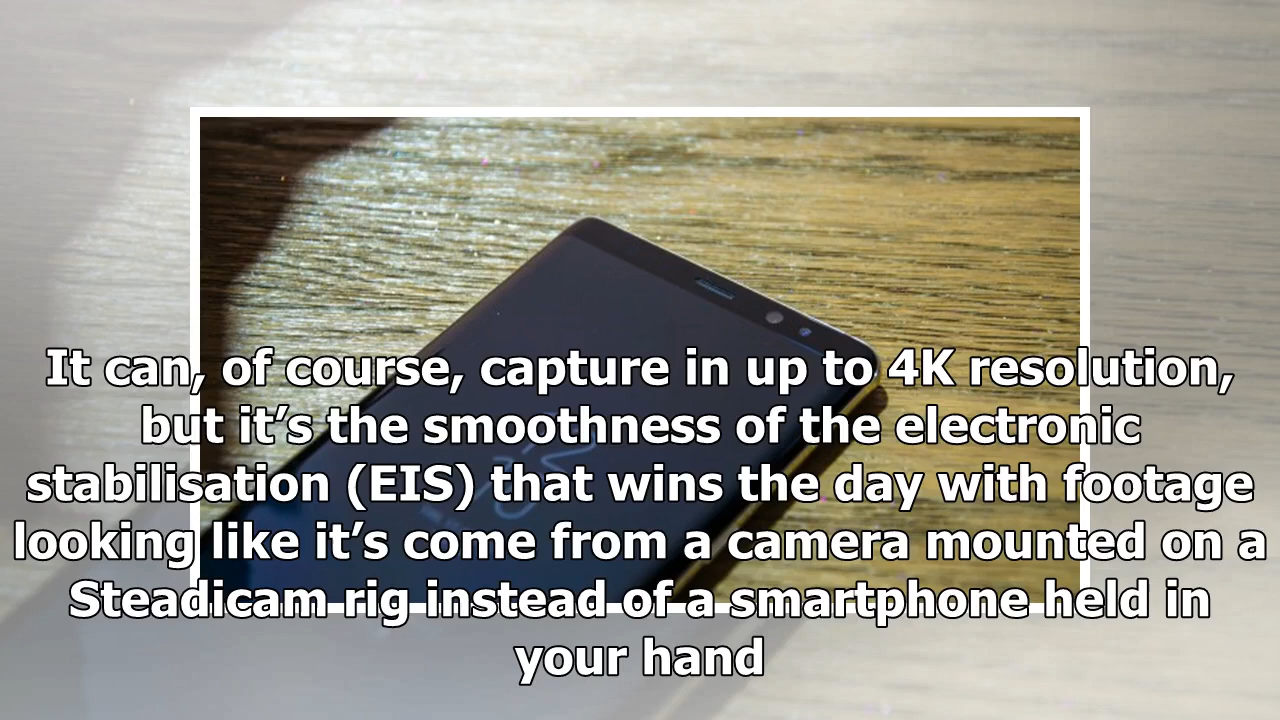 It can, of course, capture in up to 4K resolution,
but it’s the smoothness of the electronic
stabilisation (EIS) that wins the day with footage
looking like it’s come from a camera mounted on a
Steadicam rig instead of a smartphone held in
your hand